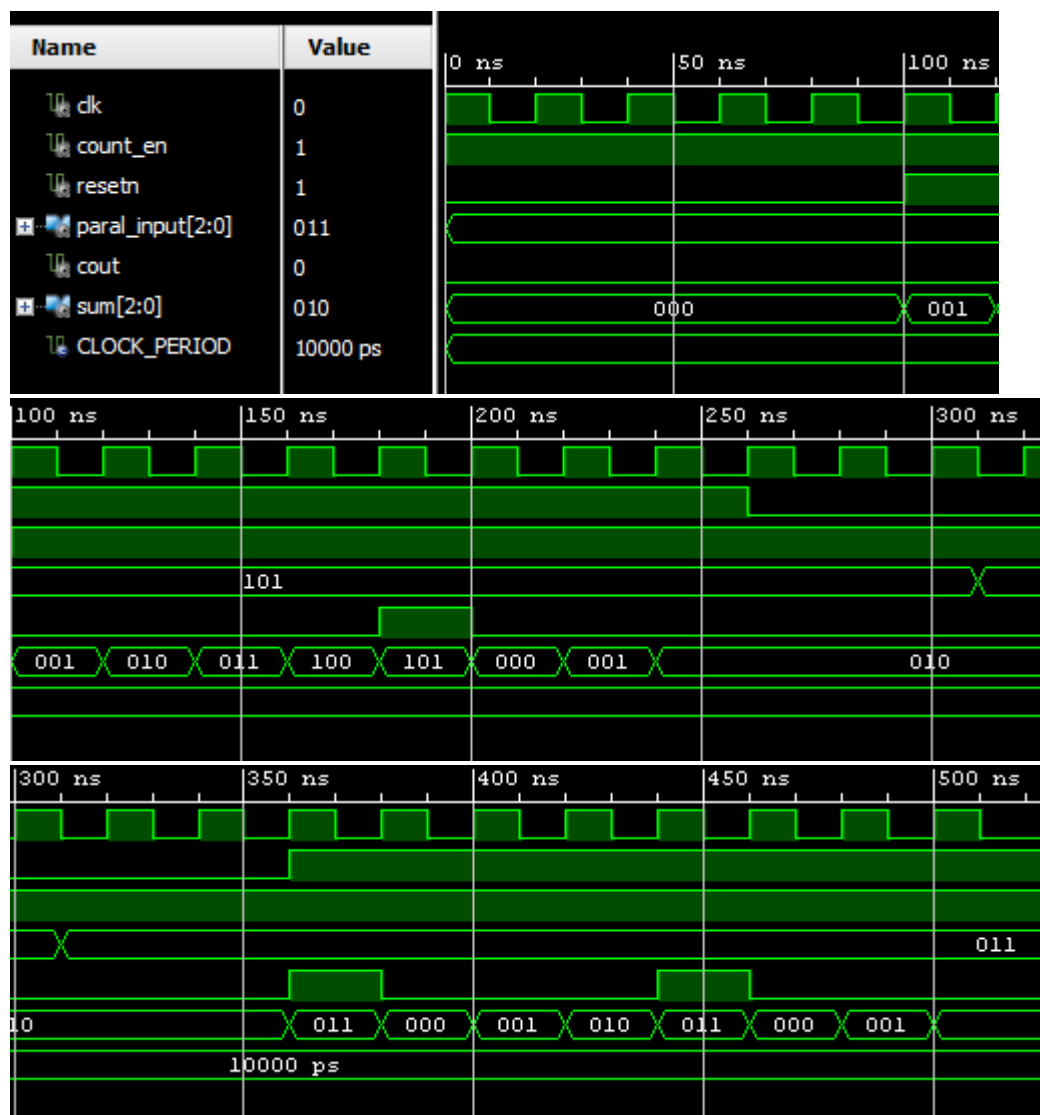 Name Value
0 ns 50 ns 100 ns
clk 0
count_en 1
resetn 1
paral_input[2:0] 011
cout 0
sum[2:0] 010 000 001
CLOCK_PERIOD 10000 ps
100 ns 150 ns 200 ns 250 ns 300 ns
101
001 010 011 100 101 000 001 010
300 ns 350 ns 400 ns 450 ns 500 ns
011
10 011 000 001 010 011 000 001
10000 ps